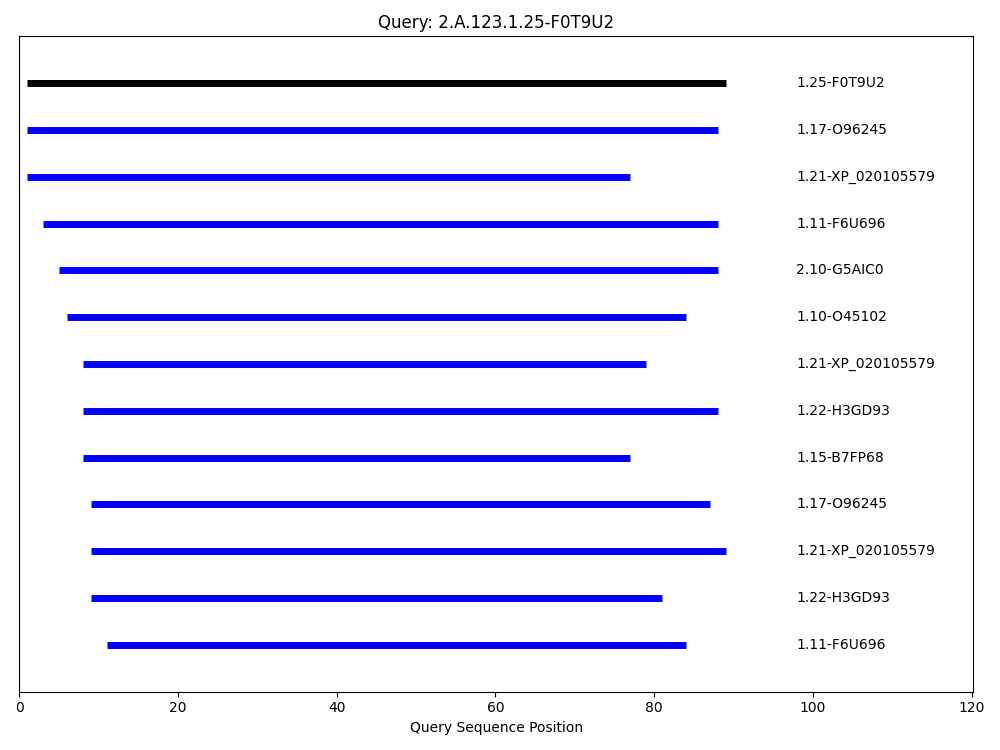 Query: 2.A.123.1.25-F0T9U2
1.25-F0T9U2
1.17-O96245
1.21-XP_020105579
1.11-F6U696
2.10-G5AIC0
1.10-O45102
1.21-XP_020105579
1.22-H3GD93
1.15-B7FP68
1.17-O96245
1.21-XP_020105579
1.22-H3GD93
1.11-F6U696
0 20 40 60 80 100 120
Query Sequence Position